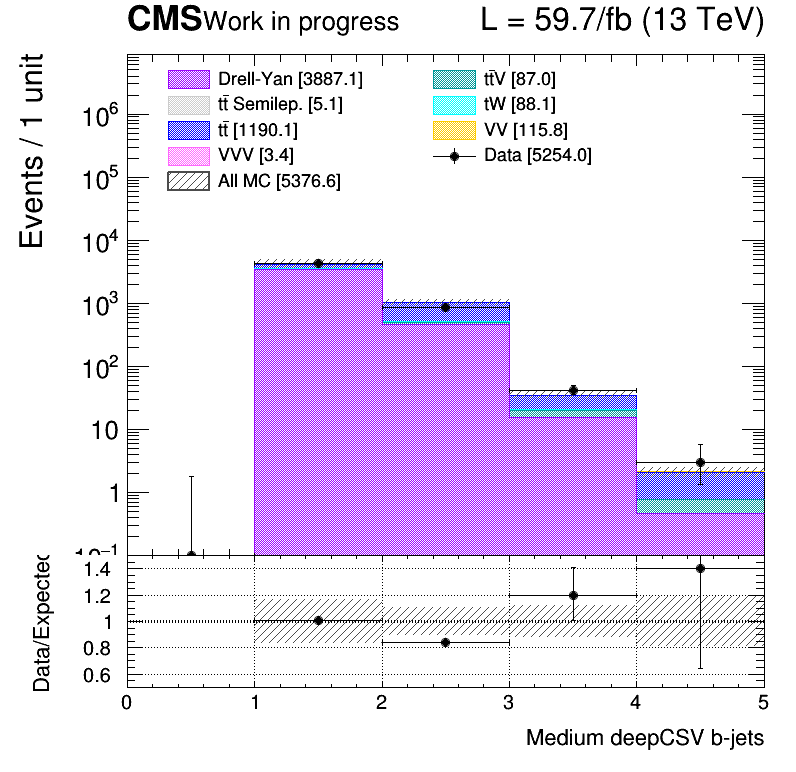 CMS Work in progress L = 59.7/fb (13 TeV)
Events / 1 unit
Drell-Yan [3887.1]
tt̄ Semilep. [5.1]
tt̄ [1190.1]
VVV [3.4]
All MC [5376.6]
tt̄V [87.0]
tW [88.1]
VV [115.8]
Data [5254.0]
10⁶
10⁵
10⁴
10³
10²
10
1
10⁻¹
Data/Expected
1.4
1.2
1
0.8
0.6
0 1 2 3 4 5
Medium deepCSV b-jets